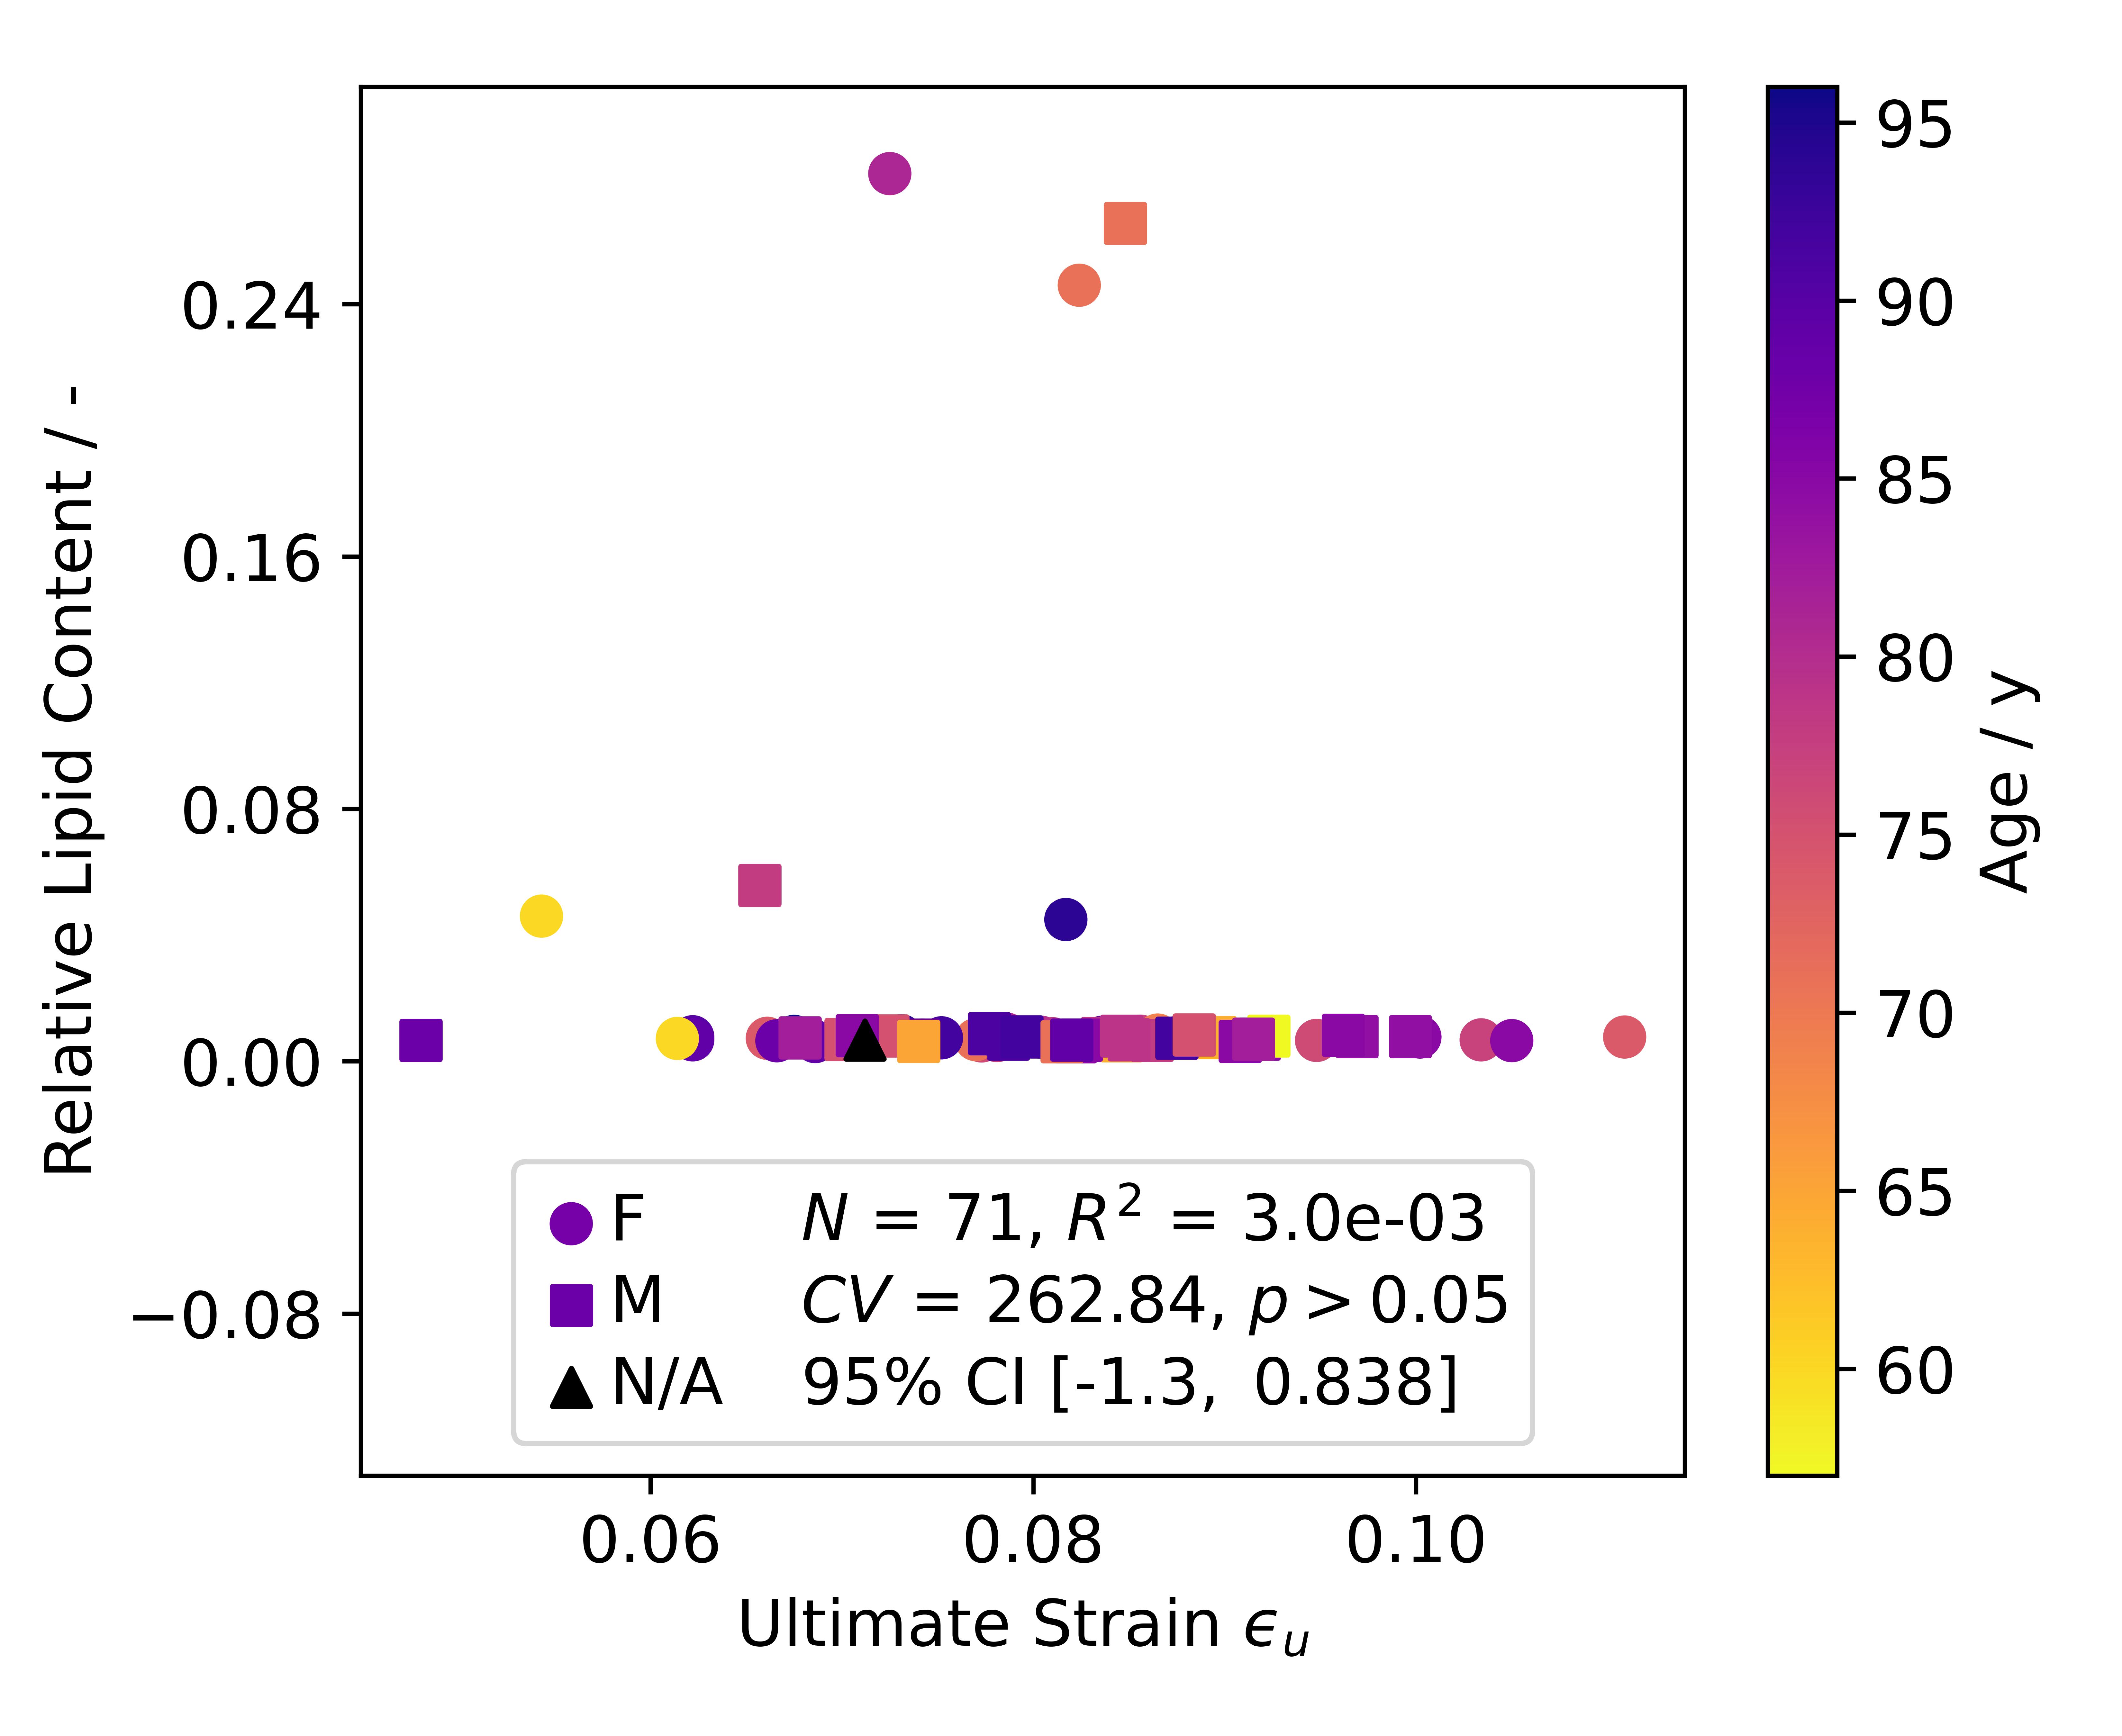 Relative Lipid Content / -
0.24
0.16
0.08
0.00
−0.08
F
M
N/A
N = 71, R² = 3.0e-03
CV = 262.84, p > 0.05
95% CI [-1.3, 0.838]
0.06
0.08
0.10
Ultimate Strain ϵᵤ
95
90
85
80
75
70
65
60
Age / y